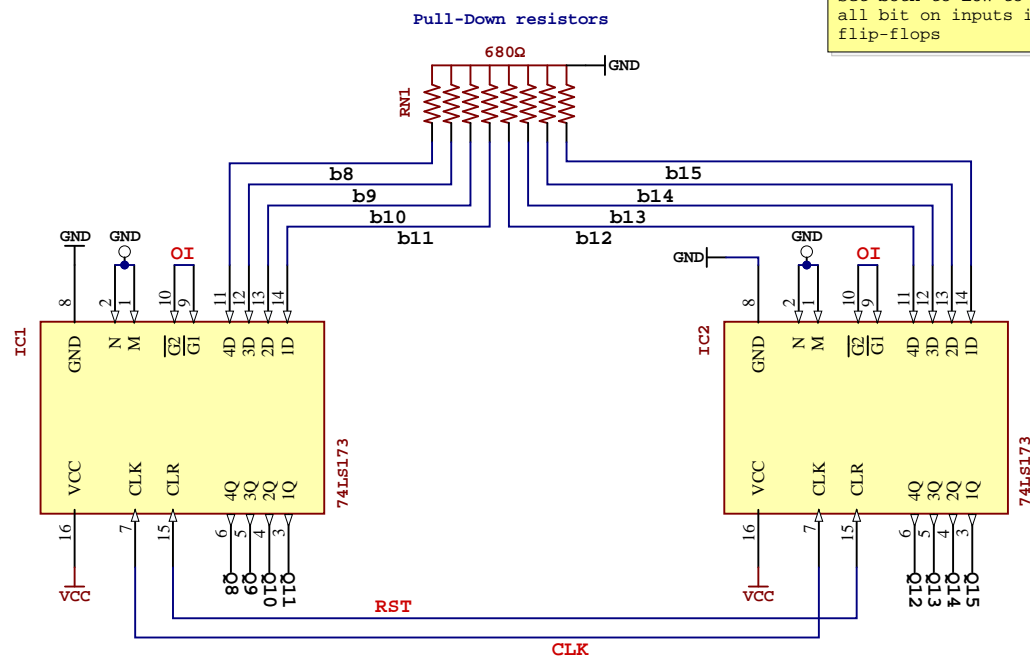 all bit on inputs i
flip-flops
Pull-Down resistors
680Ω
GND
RN1
b8
b9
b10
b11
b15
b14
b13
b12
GND
GND
OI
GND
GND
OI
8
2
1
10
9
11
12
13
14
8
2
1
10
9
11
12
13
14
IC1
GND
N
M
G2
G1
4D
3D
2D
1D
IC2
GND
N
M
G2
G1
4D
3D
2D
1D
VCC
CLK
CLR
4Q
3Q
2Q
1Q
74LS173
VCC
CLK
CLR
4Q
3Q
2Q
1Q
74LS173
16
7
15
6
5
4
3
16
7
15
6
5
4
3
VCC
Q8
Q9
Q10
Q11
VCC
Q12
Q13
Q14
Q15
RST
CLK